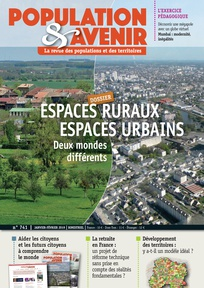 POPULATION
& AVENIR
La revue des populations et des territoires
L'EXERCICE
PÉDAGOGIQUE
Découvrir une mégapole
avec un globe virtuel
Mumbai : modernité,
inégalités
DOSSIER
ESPACES RURAUX
ESPACES URBAINS
Deux mondes
différents
n° 741 | JANVIER-FÉVRIER 2019 | BIMESTRIEL
Aider les citoyens
et les futurs citoyens
à comprendre
le monde
La retraite
en France : un
projet de réforme
technique sans
prise en
compte des réalités
fondamentales ?
Développement
des territoires :
y a-t-il un modèle idéal ?